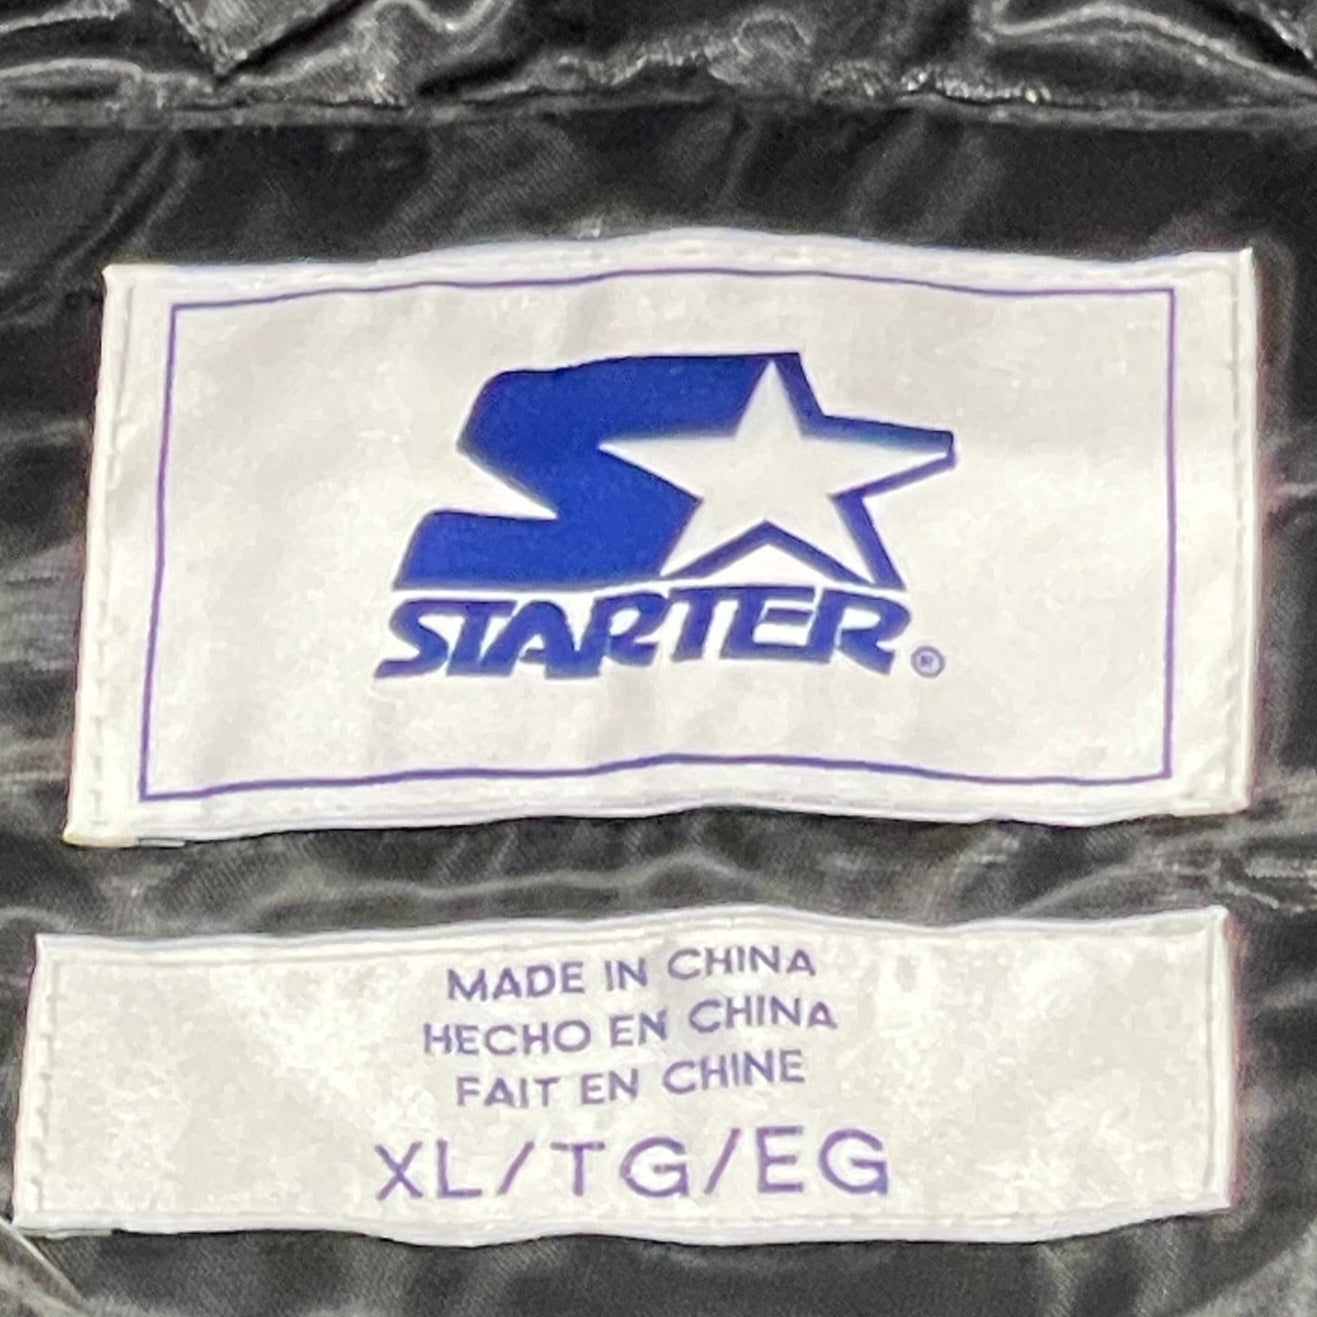 STARTER®
MADE IN CHINA
HECHO EN CHINA
FAIT EN CHINE
XL/TG/EG